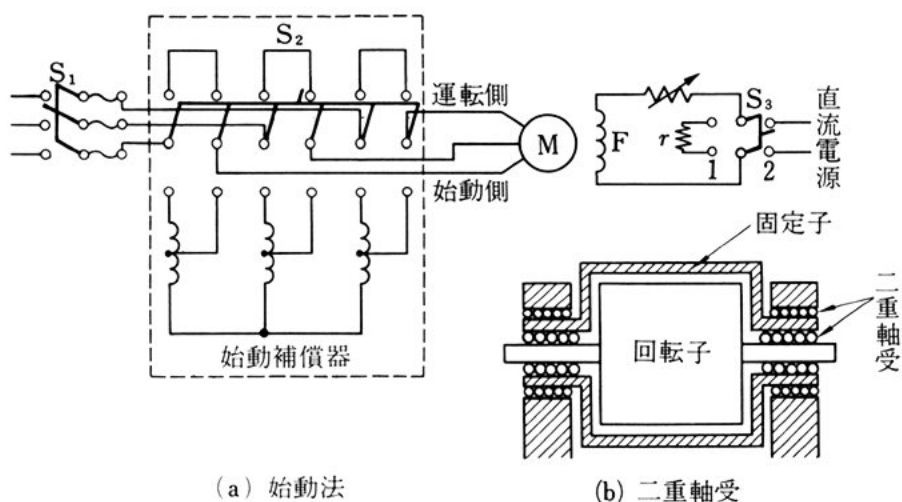 S₁
S₂
運転側
M
始動側
始動補償器
F
r
1
2
S₃
直流電源
固定子
回転子
二重軸受
(a) 始動法
(b) 二重軸受